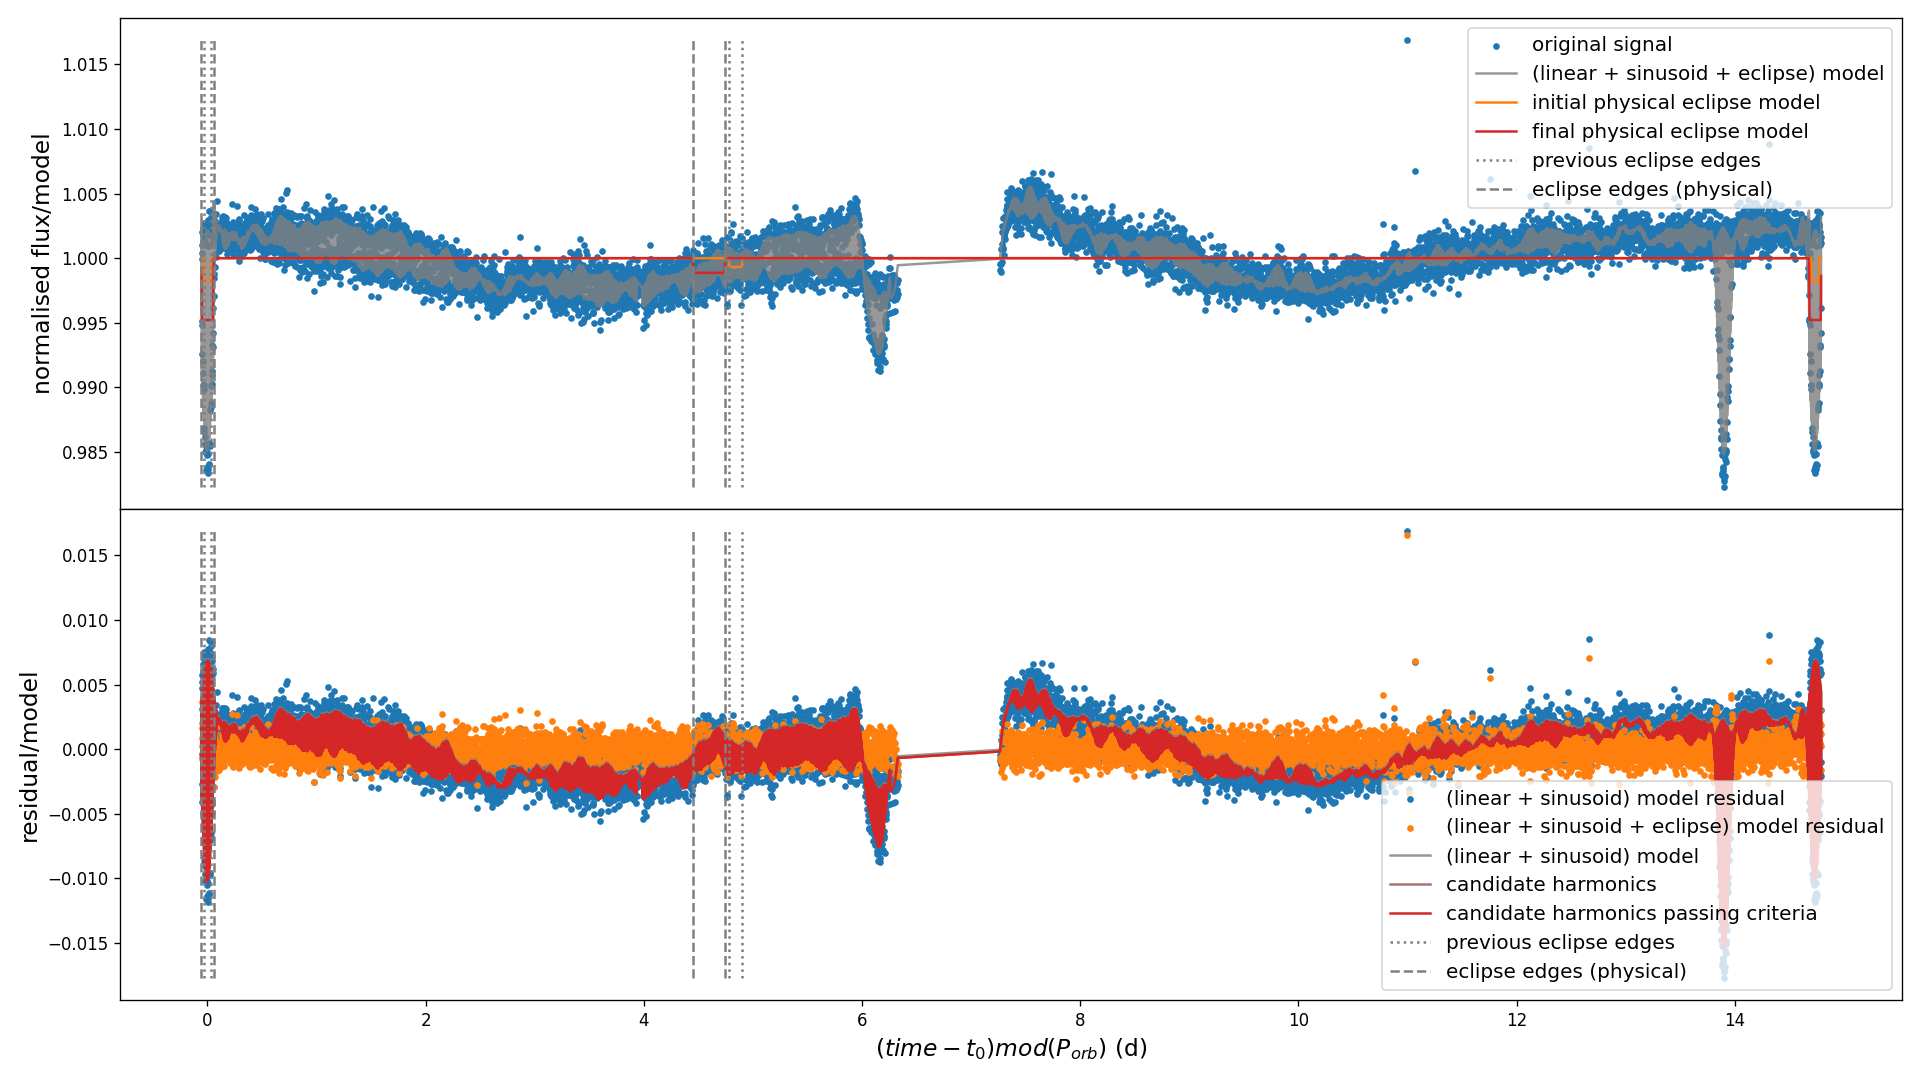 normalised flux/model
1.015
1.010
1.005
1.000
0.995
0.990
0.985
original signal
(linear + sinusoid + eclipse) model
initial physical eclipse model
final physical eclipse model
previous eclipse edges
eclipse edges (physical)
residual/model
0.015
0.010
0.005
0.000
−0.005
−0.010
−0.015
(linear + sinusoid) model residual
(linear + sinusoid + eclipse) model residual
(linear + sinusoid) model
candidate harmonics
candidate harmonics passing criteria
previous eclipse edges
eclipse edges (physical)
0 2 4 6 8 10 12 14
(time − t₀)mod(Pₒᵣb) (d)